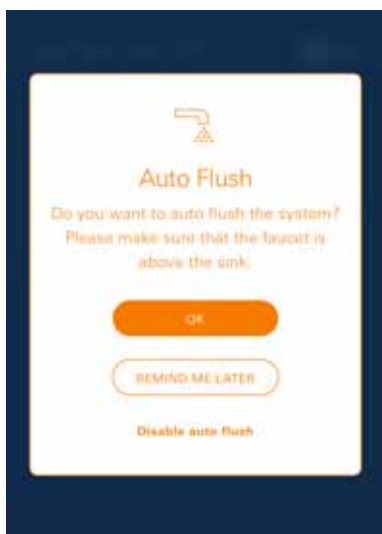 Auto Flush
Do you want to auto flush the system?
Please make sure that the faucet is
above the sink.
OK
REMIND ME LATER
Disable auto flush